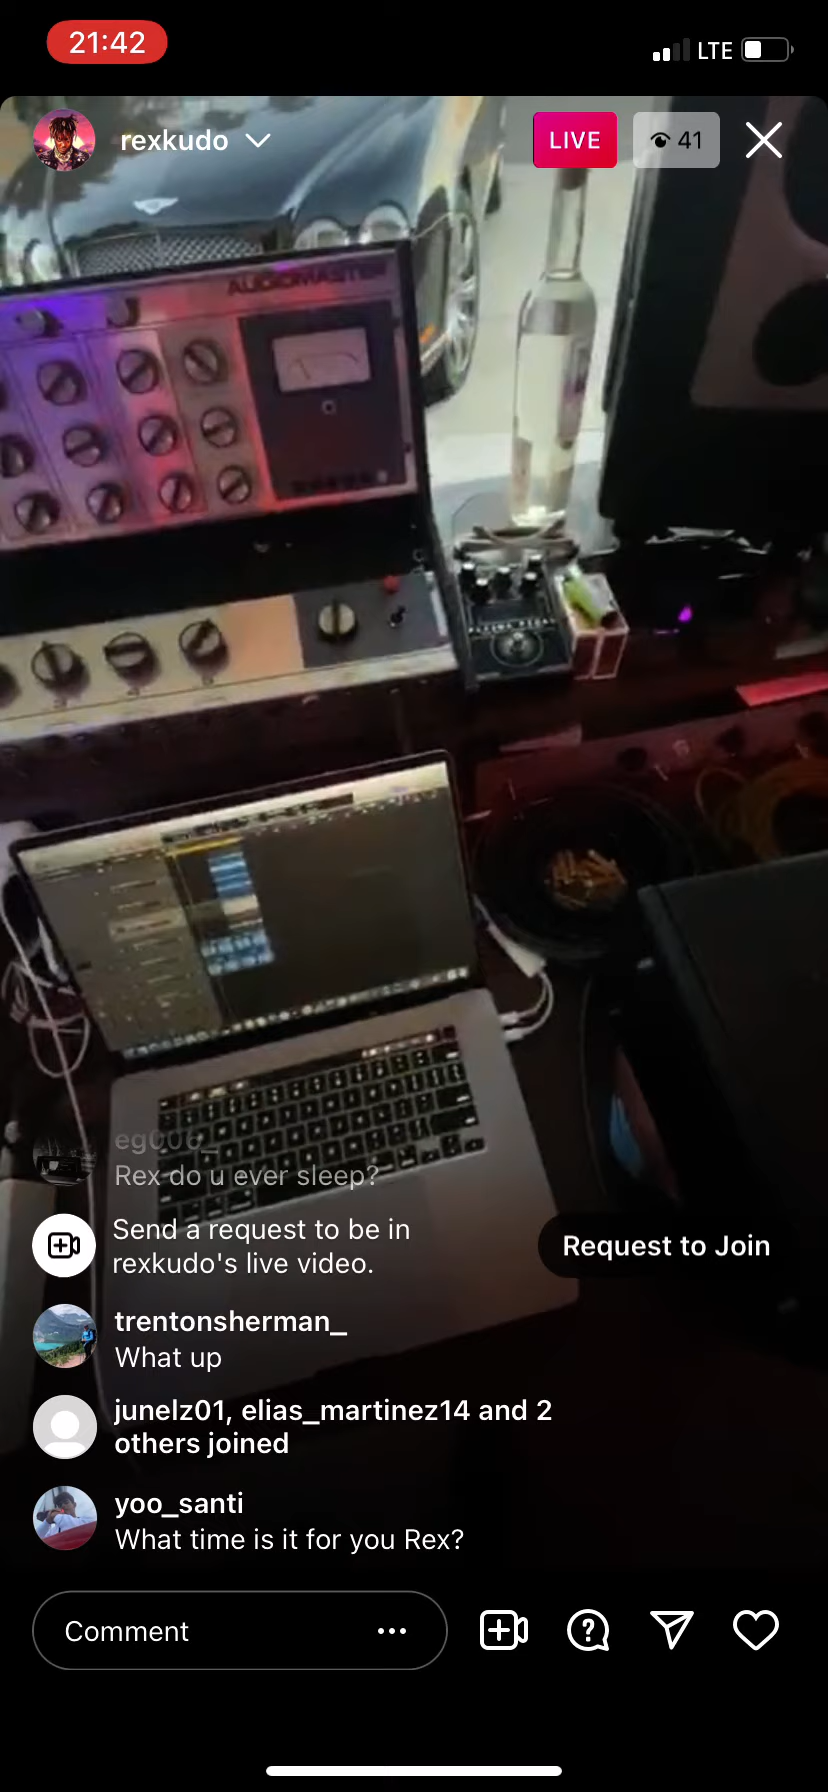 21:42
LTE
rexkudo
LIVE
41
AUDIOMASTER
eg006_
Rex do u ever sleep?
Send a request to be in
rexkudo's live video.
Request to Join
trentonsherman_
What up
junelz01, elias_martinez14 and 2
others joined
yoo_santi
What time is it for you Rex?
Comment